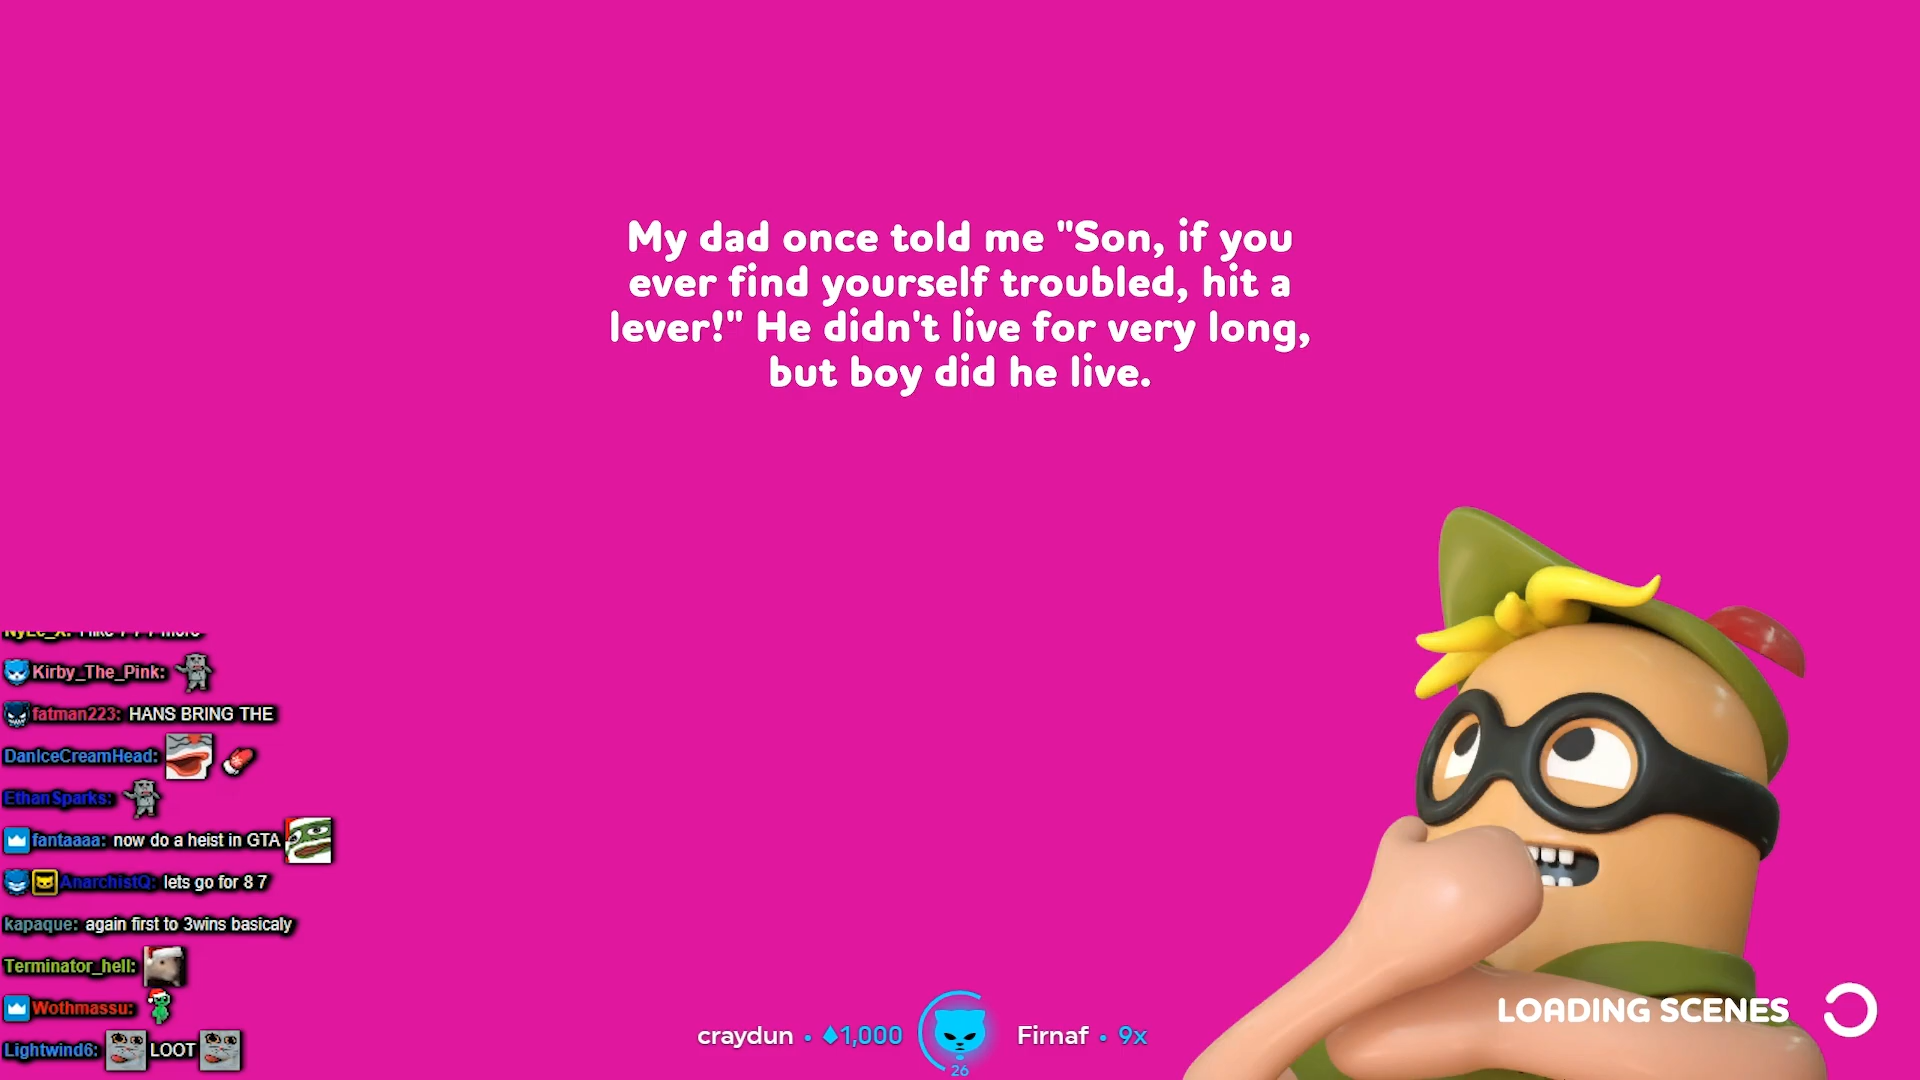 My dad once told me "Son, if you
ever find yourself troubled, hit a
lever!" He didn't live for very long,
but boy did he live.
Kirby_The_Pink:
fatman223: HANS BRING THE
DanIceCreamHead:
EthanSparks:
fantaaaa: now do a heist in GTA
AnarchistQ: lets go for 8 7
kapaque: again first to 3wins basicaly
Terminator_hell:
Wothmassu:
Lightwind6: LOOT
craydun • 1,000
26
Firnaf • 9x
LOADING SCENES